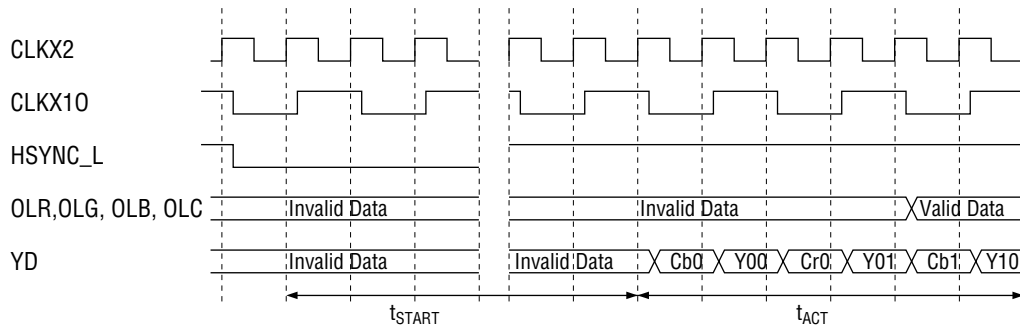 CLKX2
CLKX1O
HSYNC_L
OLR,OLG, OLB, OLC Invalid Data Invalid Data Valid Data
YD Invalid Data Invalid Data Cb0 Y00 Cr0 Y01 Cb1 Y10
tSTART tACT